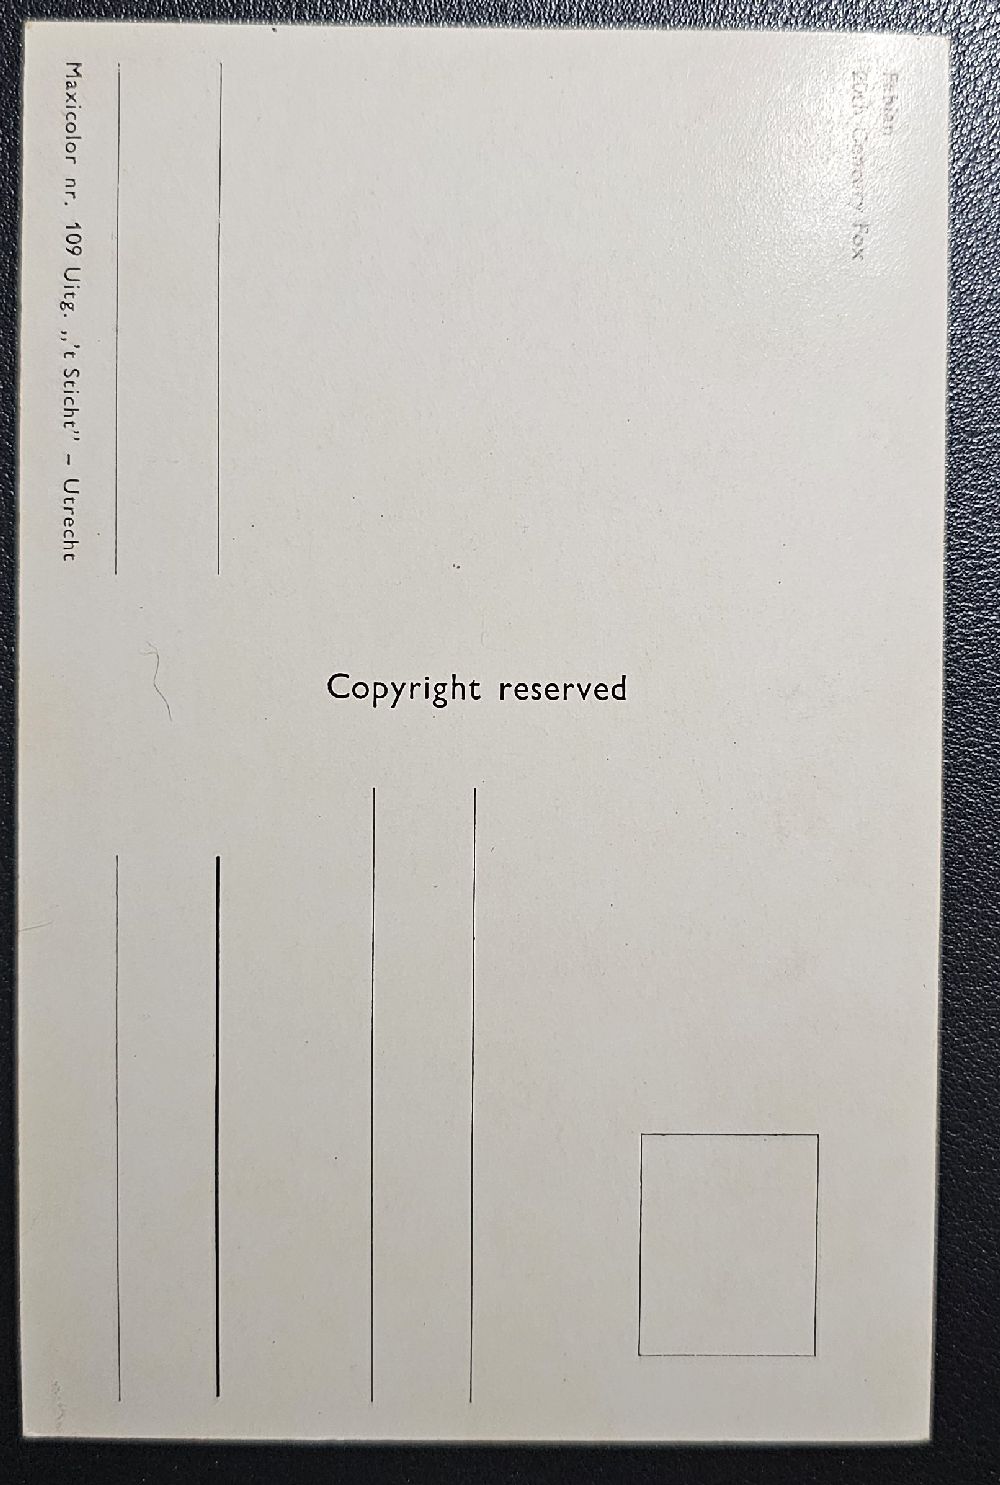 Fabian
20th Century Fox
Copyright reserved
Maxicolor nr. 109 Uitg. „'t Sticht” – Utrecht